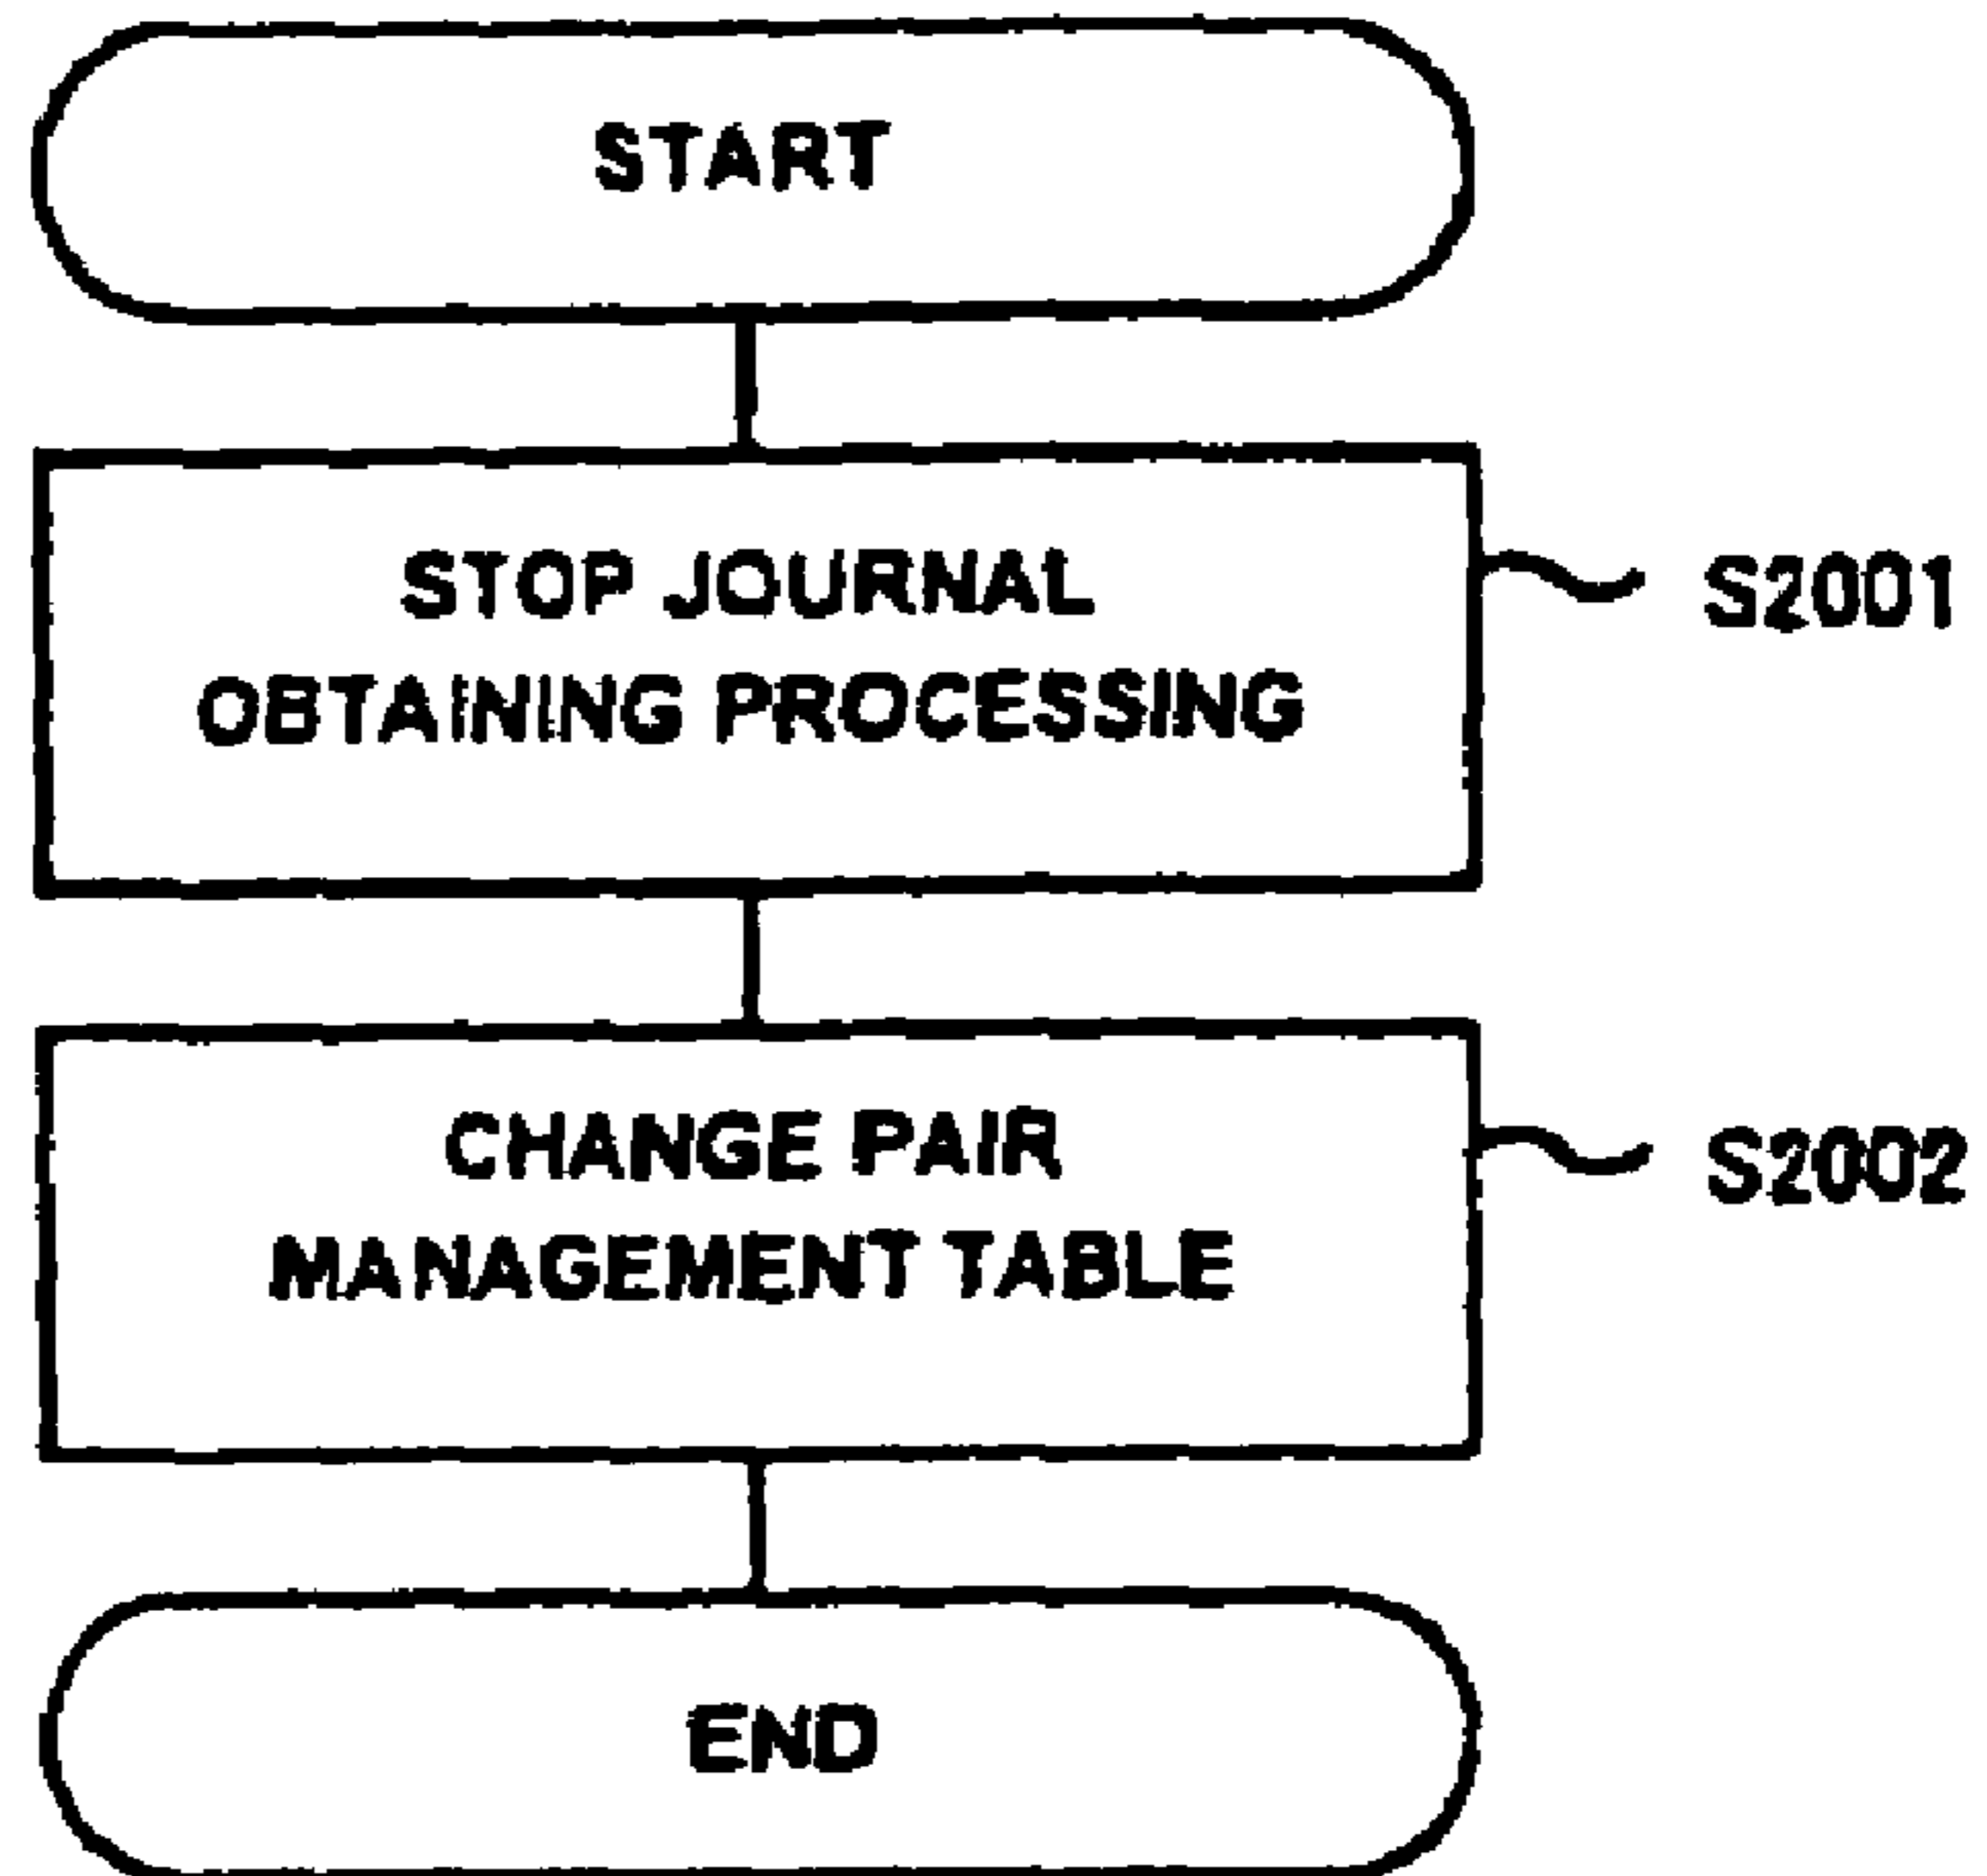 START
STOP JOURNAL
OBTAINING PROCESSING
S2001
CHANGE PAIR
MANAGEMENT TABLE
S2002
END